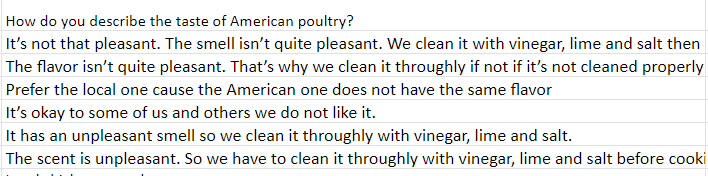 How do you describe the taste of American poultry?
It’s not that pleasant. The smell isn’t quite pleasant. We clean it with vinegar, lime and salt then
The flavor isn’t quite pleasant. That’s why we clean it throughly if not if it’s not cleaned properly
Prefer the local one cause the American one does not have the same flavor
It’s okay to some of us and others we do not like it.
It has an unpleasant smell so we clean it throughly with vinegar, lime and salt.
The scent is unpleasant. So we have to clean it throughly with vinegar, lime and salt before cooki